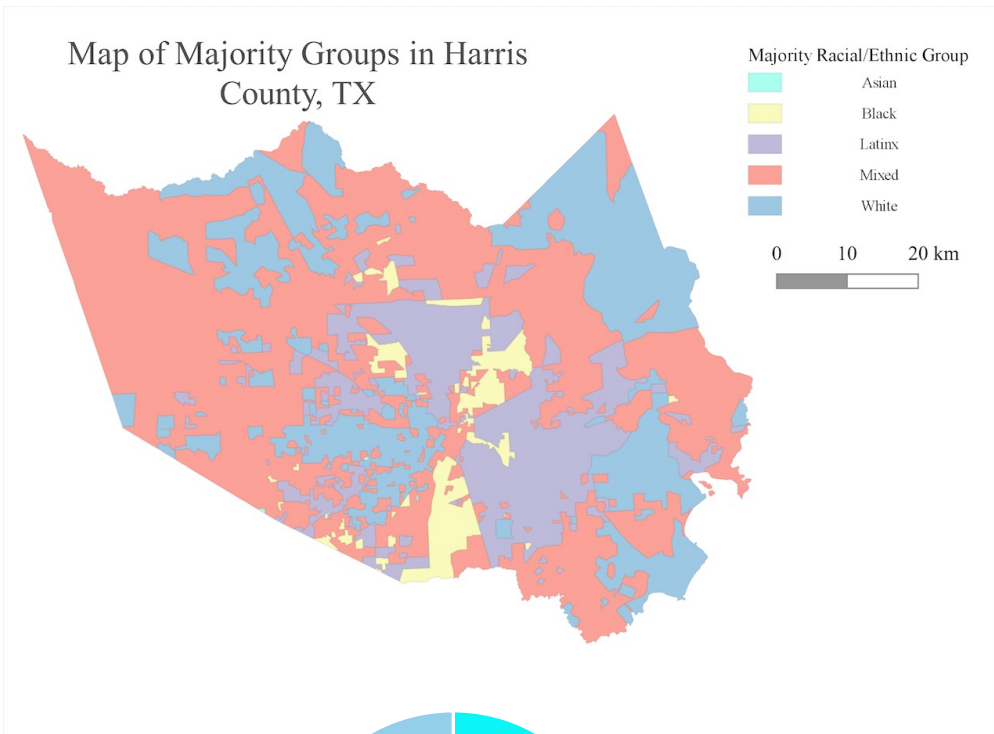 Map of Majority Groups in Harris
County, TX
Majority Racial/Ethnic Group
Asian
Black
Latinx
Mixed
White
0 10 20 km